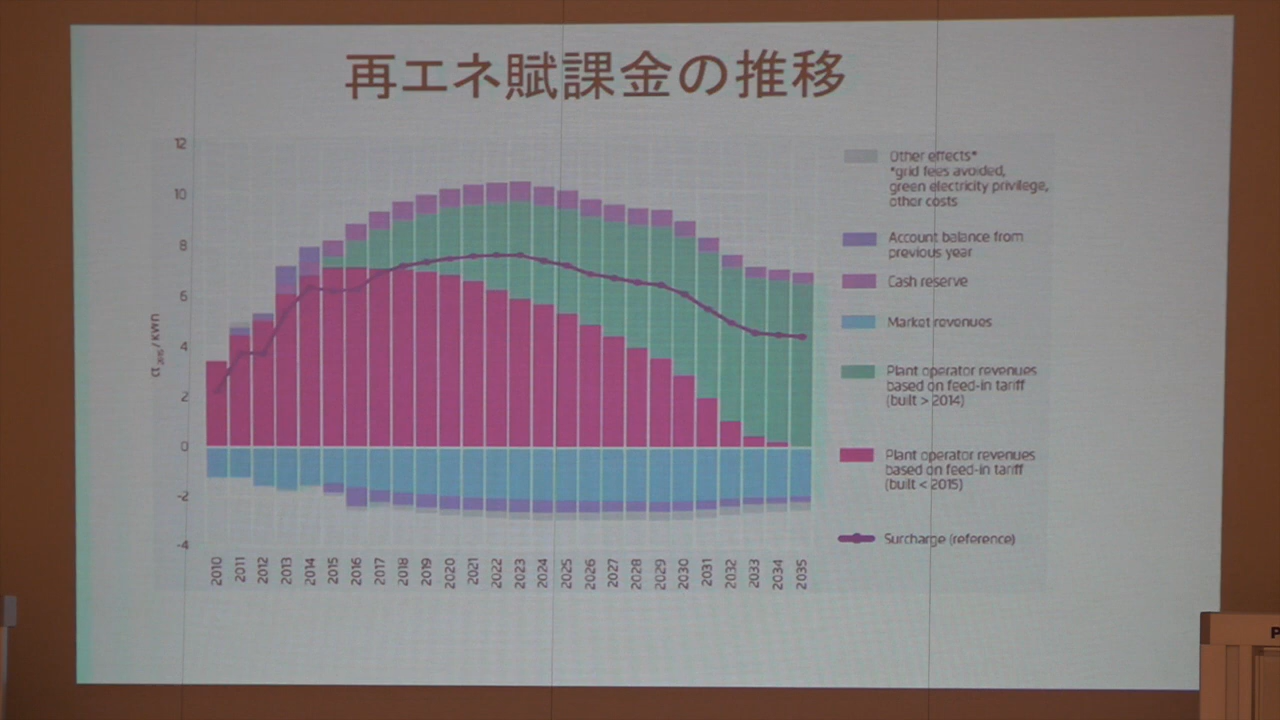 再エネ賦課金の推移
12
10
8
6
4
2
0
-2
-4
ct 2015 / kWh
2010 2011 2012 2013 2014 2015 2016 2017 2018 2019 2020 2021 2022 2023 2024 2025 2026 2027 2028 2029 2030 2031 2032 2033 2034 2035
Other effects*
*grid fees avoided,
green electricity privilege,
other costs
Account balance from
previous year
Cash reserve
Market revenues
Plant operator revenues
based on feed-in tariff
(built > 2014)
Plant operator revenues
based on feed-in tariff
(built < 2015)
Surcharge (reference)
P